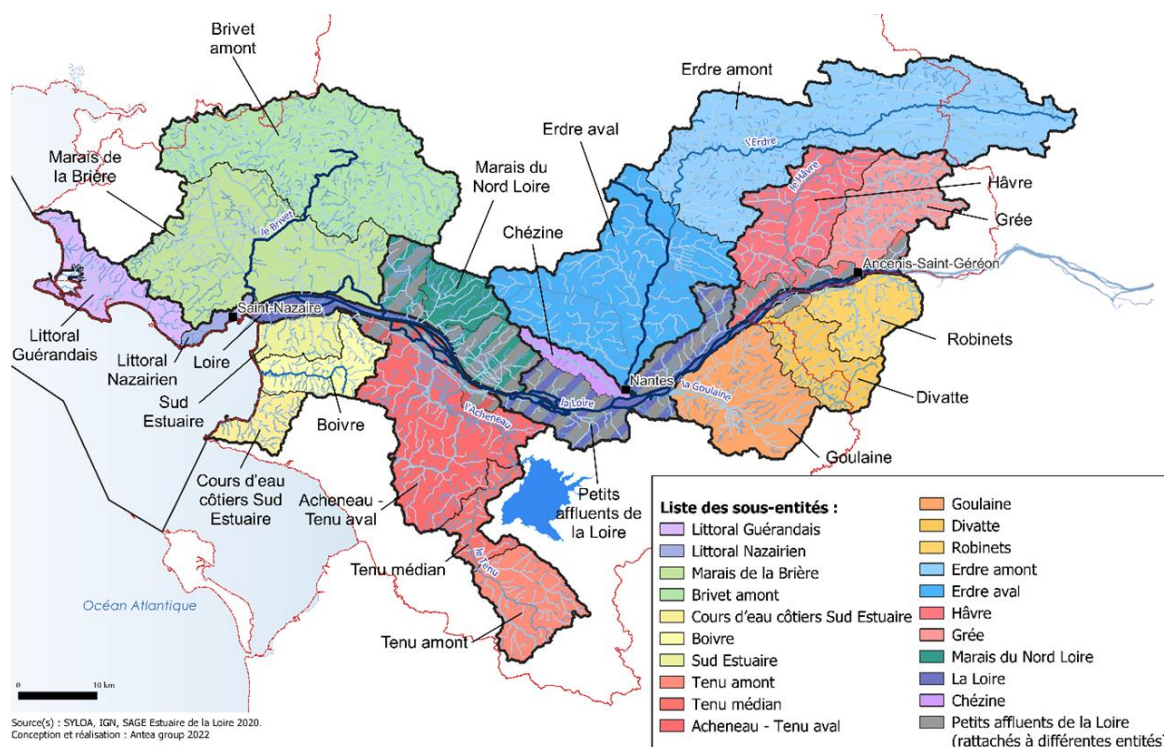 Brivet
amont
Erdre amont
Erdre aval
l'Erdre
Marais de
la Brière
Marais du
Nord Loire
le Hâvre
Hâvre
Grée
Chézine
le Brivet
Ancenis-Saint-Géréon
Saint-Nazaire
Littoral
Guérandais
Littoral
Nazairien
Loire
Robinets
Nantes
la Goulaine
la Loire
Sud
Estuaire
l'Acheneau
Divatte
Boivre
Goulaine
Cours d'eau
côtiers Sud
Estuaire
Acheneau -
Tenu aval
Petits
affluents de
la Loire
Tenu médian
le Tenu
Océan Atlantique
Tenu amont
0 10 km
Source(s) : SYLOA, IGN, SAGE Estuaire de la Loire 2020.
Conception et réalisation : Antea group 2022
Liste des sous-entités :
Littoral Guérandais
Littoral Nazairien
Marais de la Brière
Brivet amont
Cours d'eau côtiers Sud Estuaire
Boivre
Sud Estuaire
Tenu amont
Tenu médian
Acheneau - Tenu aval
Goulaine
Divatte
Robinets
Erdre amont
Erdre aval
Hâvre
Grée
Marais du Nord Loire
La Loire
Chézine
Petits affluents de la Loire
(rattachés à différentes entités)